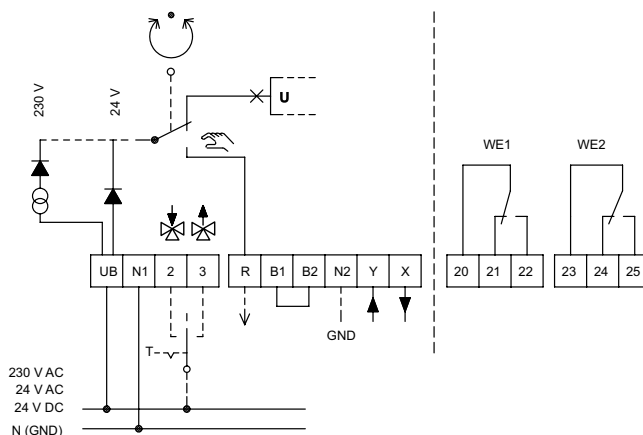 230 V
24 V
U
WE1
WE2
UB N1 2 3 R B1 B2 N2 Y X
20 21 22
23 24 25
GND
T
230 V AC
24 V AC
24 V DC
N (GND)